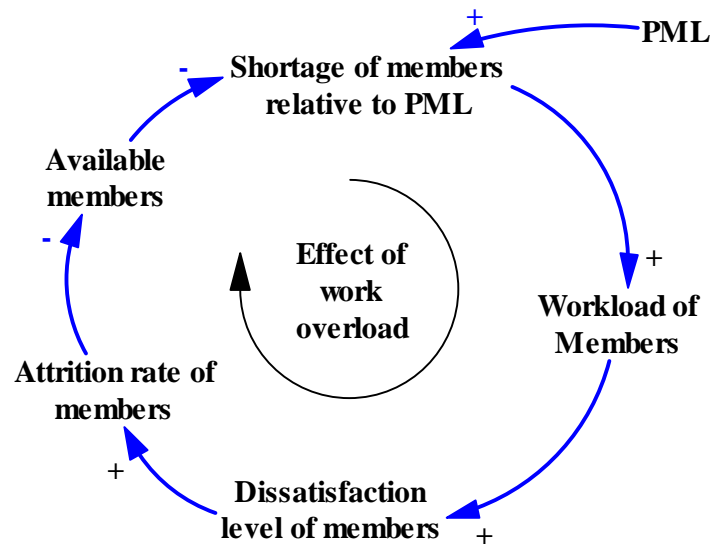 +
PML
-
Shortage of members
relative to PML
Available
members
-
Effect of
work
overload
+
Workload of
Members
Attrition rate of
members
+
Dissatisfaction
level of members
+